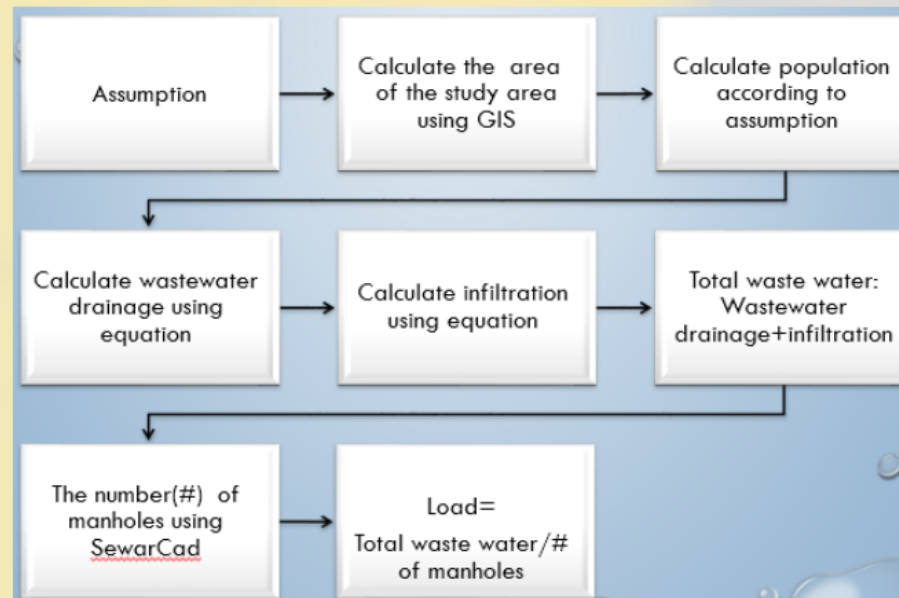 Assumption
Calculate the area
of the study area
using GIS
Calculate population
according to
assumption
Calculate wastewater
drainage using
equation
Calculate infiltration
using equation
Total waste water:
Wastewater
drainage+infiltration
The number(#) of
manholes using
SewarCad
Load=
Total waste water/#
of manholes